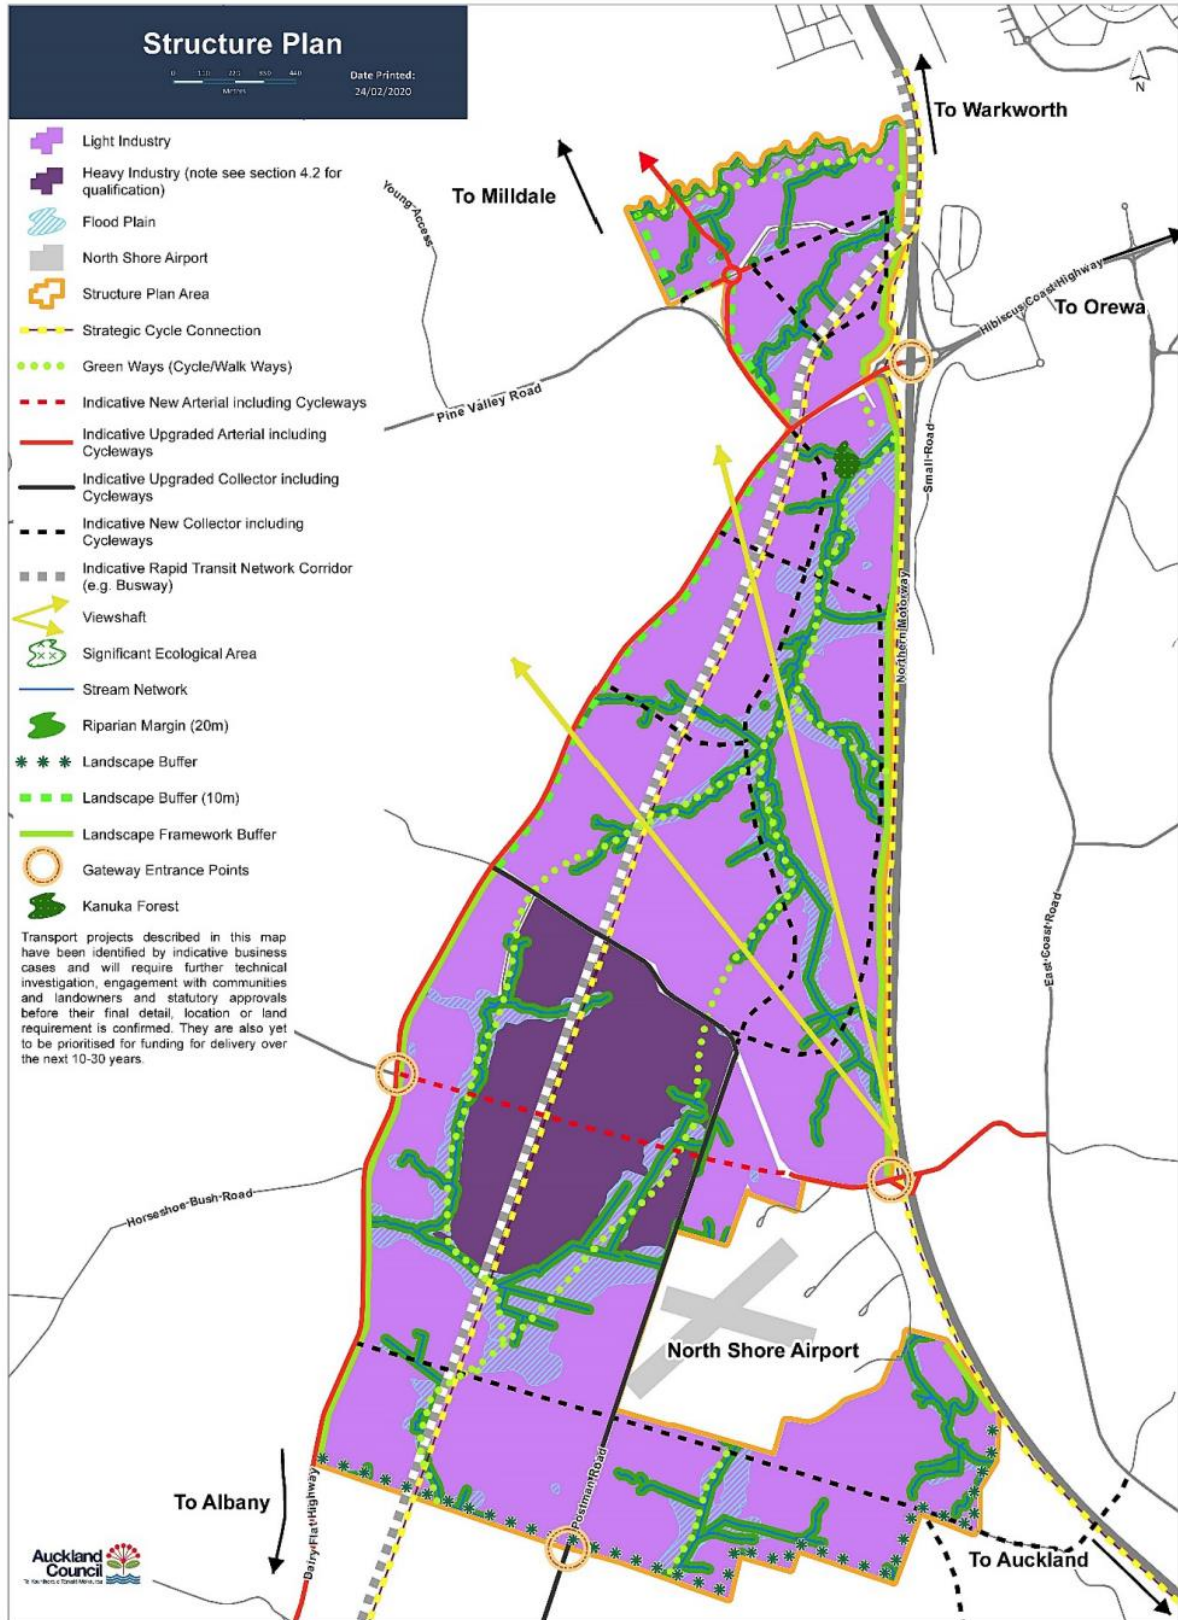 Structure Plan
0 110 220 330 440
Metres
Date Printed:
24/02/2020
Light Industry
Heavy Industry (note see section 4.2 for
qualification)
Flood Plain
North Shore Airport
Structure Plan Area
Strategic Cycle Connection
Green Ways (Cycle/Walk Ways)
Indicative New Arterial including Cycleways
Indicative Upgraded Arterial including
Cycleways
Indicative Upgraded Collector including
Cycleways
Indicative New Collector including
Cycleways
Indicative Rapid Transit Network Corridor
(e.g. Busway)
Viewshaft
Significant Ecological Area
Stream Network
Riparian Margin (20m)
Landscape Buffer
Landscape Buffer (10m)
Landscape Framework Buffer
Gateway Entrance Points
Kanuka Forest
Transport projects described in this map
have been identified by indicative business
cases and will require further technical
investigation, engagement with communities
and landowners and statutory approvals
before their final detail, location or land
requirement is confirmed. They are also yet
to be prioritised for funding for delivery over
the next 10-30 years.
N
To Warkworth
To Milldale
Young Access
Hibiscus Coast Highway
To Orewa
Pine Valley Road
Small Road
Northern Motorway
East Coast Road
Horseshoe Bush Road
North Shore Airport
To Albany
Dairy Flat Highway
Postman Road
To Auckland
Auckland
Council